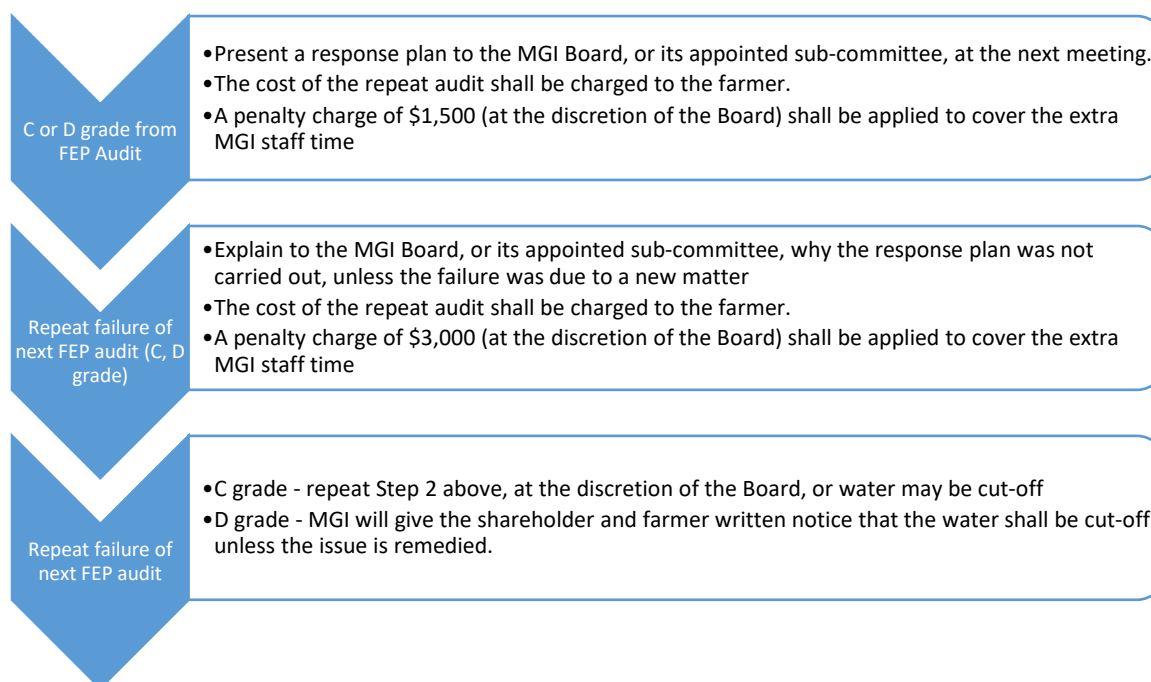 C or D grade from
FEP Audit
•Present a response plan to the MGI Board, or its appointed sub-committee, at the next meeting.
•The cost of the repeat audit shall be charged to the farmer.
•A penalty charge of $1,500 (at the discretion of the Board) shall be applied to cover the extra
MGI staff time
Repeat failure of
next FEP audit (C, D
grade)
•Explain to the MGI Board, or its appointed sub-committee, why the response plan was not
carried out, unless the failure was due to a new matter
•The cost of the repeat audit shall be charged to the farmer.
•A penalty charge of $3,000 (at the discretion of the Board) shall be applied to cover the extra
MGI staff time
Repeat failure of
next FEP audit
•C grade - repeat Step 2 above, at the discretion of the Board, or water may be cut-off
•D grade - MGI will give the shareholder and farmer written notice that the water shall be cut-off
unless the issue is remedied.